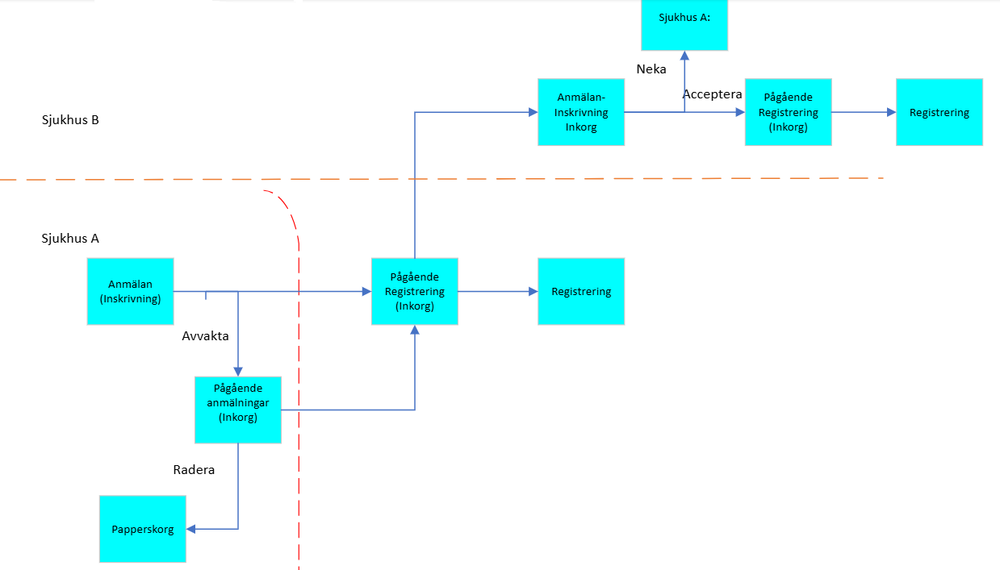 Sjukhus A:
Neka
Acceptera
Anmälan-
Inskrivning
Inkorg
Pågående
Registrering
(Inkorg)
Registrering
Sjukhus B
Sjukhus A
Anmälan
(Inskrivning)
Pågående
Registrering
(Inkorg)
Registrering
Avvakta
Pågående
anmälningar
(Inkorg)
Radera
Papperskorg